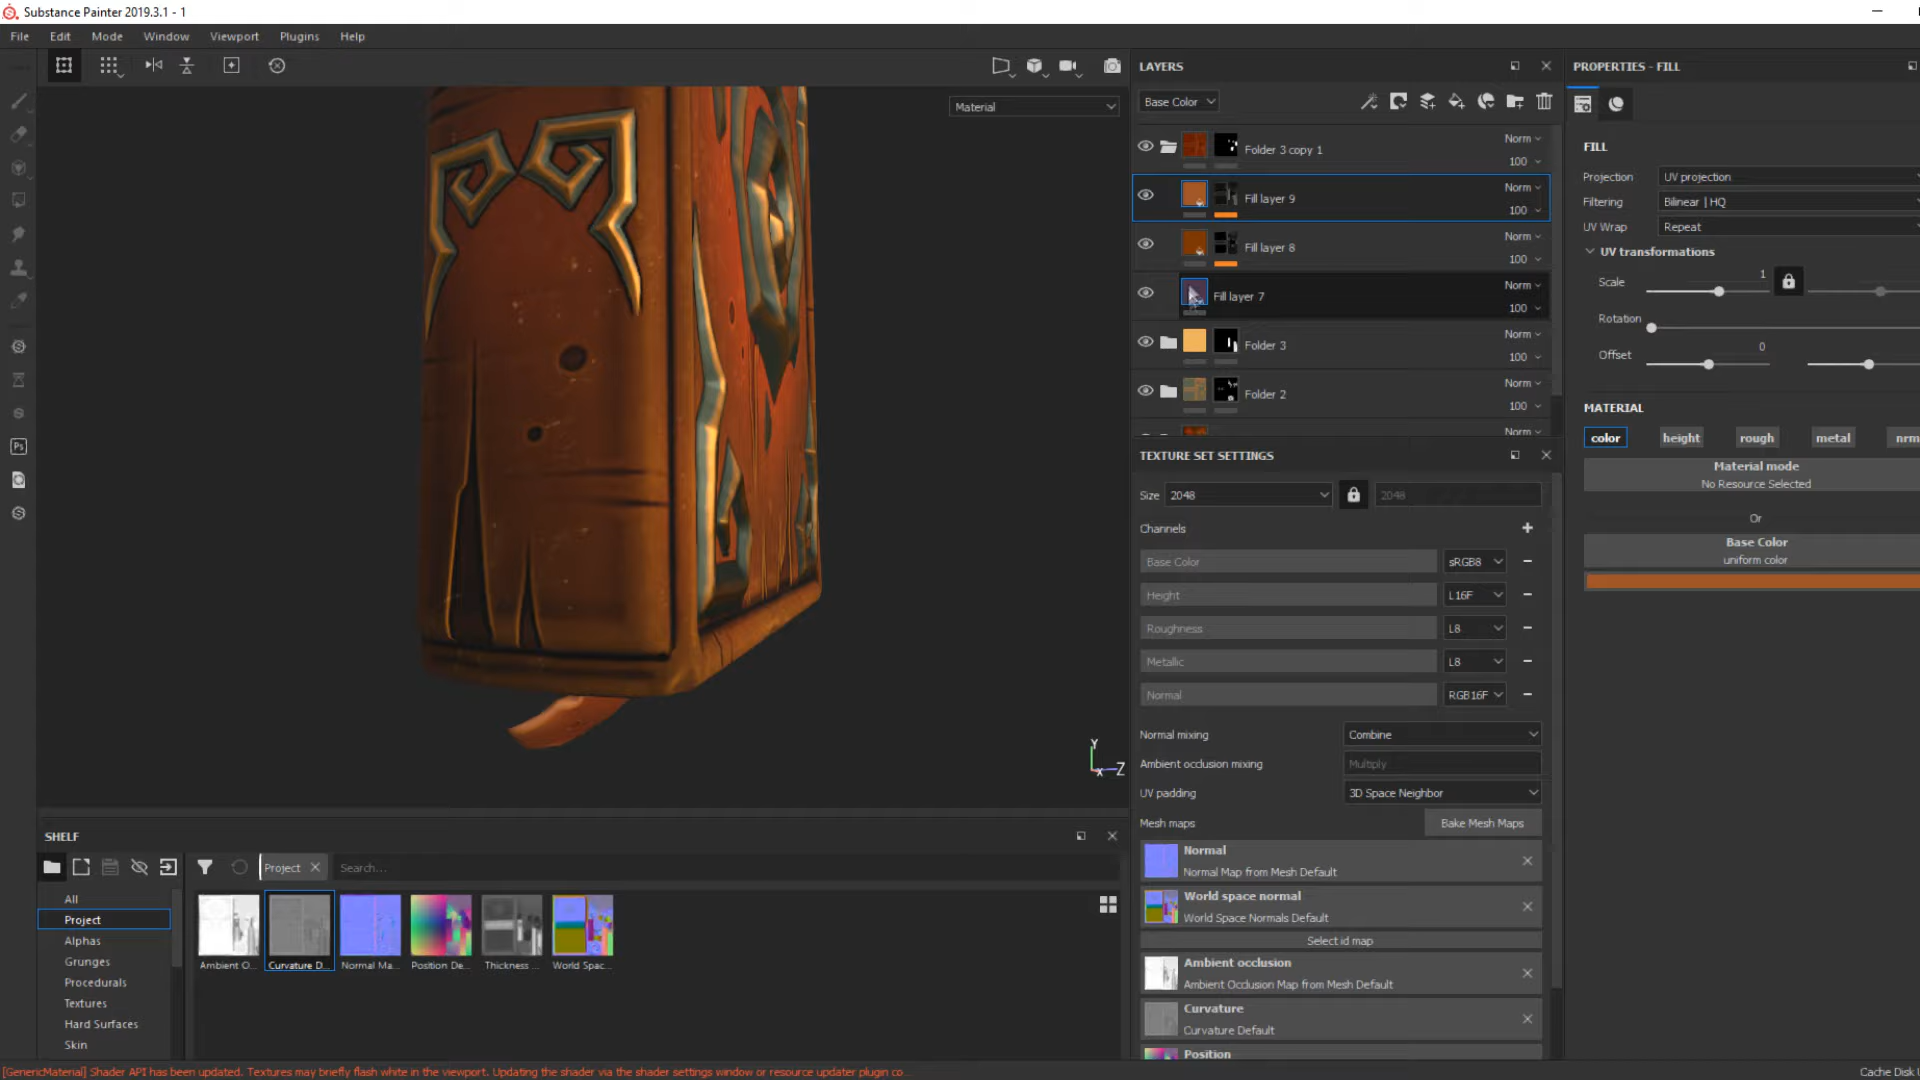 Substance Painter 2019.3.1 - 1
File Edit Mode Window Viewport Plugins Help
Material
LAYERS
Base Color
Folder 3 copy 1 Norm 100
Fill layer 9 Norm 100
Fill layer 8 Norm 100
Fill layer 7 Norm 100
Folder 3 Norm 100
Folder 2 Norm 100
Norm
TEXTURE SET SETTINGS
Size 2048 2048
Channels
Base Color sRGB8
Height L16F
Roughness L8
Metallic L8
Normal RGB16F
Normal mixing Combine
Ambient occlusion mixing Multiply
UV padding 3D Space Neighbor
Mesh maps Bake Mesh Maps
Normal
Normal Map from Mesh Default
World space normal
World Space Normals Default
Select id map
Ambient occlusion
Ambient Occlusion Map from Mesh Default
Curvature
Curvature Default
Position
PROPERTIES - FILL
FILL
Projection UV projection
Filtering Bilinear | HQ
UV Wrap Repeat
UV transformations
Scale 1
Rotation
Offset 0
MATERIAL
color height rough metal nrm
Material mode
No Resource Selected
Or
Base Color
uniform color
Y
X Z
SHELF
Project Search...
All
Project
Alphas
Grunges
Procedurals
Textures
Hard Surfaces
Skin
Ambient O... Curvature D... Normal Ma... Position De... Thickness ... World Spac...
Ps
[GenericMaterial] Shader API has been updated. Textures may briefly flash white in the viewport. Updating the shader via the shader settings window or resource updater plugin co...
Cache Disk U